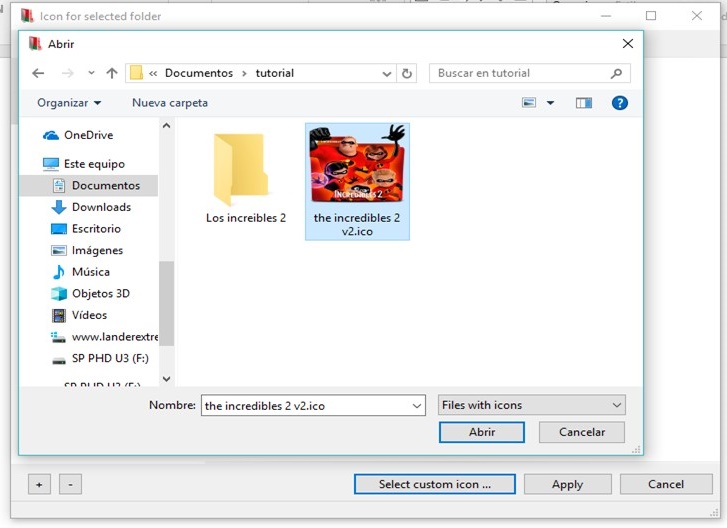 Icon for selected folder
Abrir
« Documentos › tutorial
Buscar en tutorial
Organizar
Nueva carpeta
OneDrive
Este equipo
Documentos
Downloads
Escritorio
Imágenes
Música
Objetos 3D
Vídeos
www.landerextre
SP PHD U3 (F:)
SP PHD U3 (F:)
Los increibles 2
INCREDIBLES 2
the incredibles 2
v2.ico
Nombre:
the incredibles 2 v2.ico
Files with icons
Abrir
Cancelar
+
-
Select custom icon ...
Apply
Cancel